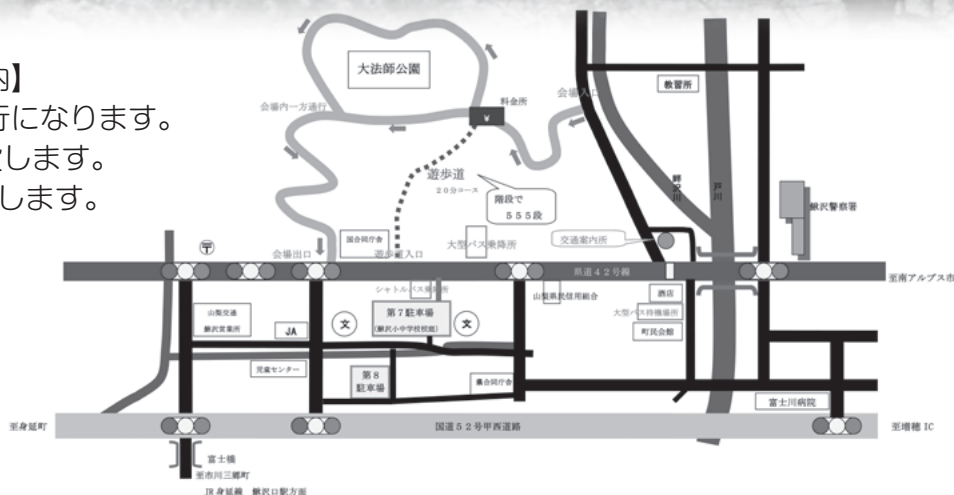 内】
行になります。
します。
します。
大法師公園
会場内一方通行
料金所
¥
会場入口
教習所
遊歩道
20分コース
階段で
555段
戸川
鰍沢警察署
国合同庁舎
会場出口
遊歩道入口
大型バス乗降所
交通案内所
県道42号線
至南アルプス市
シャトルバス乗降所
山梨県民信用組合
酒店
大型バス待機場所
町民会館
山梨交通
鰍沢営業所
JA
文
第7駐車場
(鰍沢小中学校校庭)
文
児童センター
第8
駐車場
県合同庁舎
富士川病院
至身延町
国道52号甲西道路
至増穂IC
富士橋
至市川三郷町
JR身延線 鰍沢口駅方面